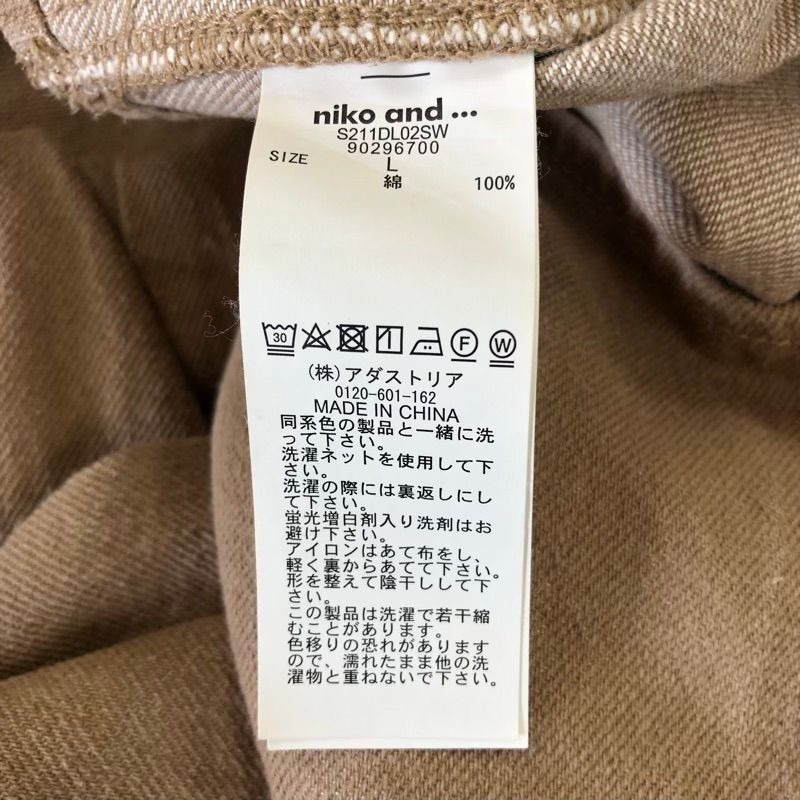 niko and ...
S211DL02SW
90296700
SIZE L
綿 100%
30 F W
(株)アダストリア
0120-601-162
MADE IN CHINA
同系色の製品と一緒に洗
って下さい。
洗濯ネットを使用して下
さい。
洗濯の際には裏返しにし
て下さい。
蛍光増白剤入り洗剤はお
避け下さい。
アイロンはあて布をし、
軽く裏からあてて下さい。
形を整えて陰干しして下
さい。
この製品は洗濯で若干縮
むことがあります。
色移りの恐れがあります
ので、濡れたまま他の洗
濯物と重ねないで下さい。